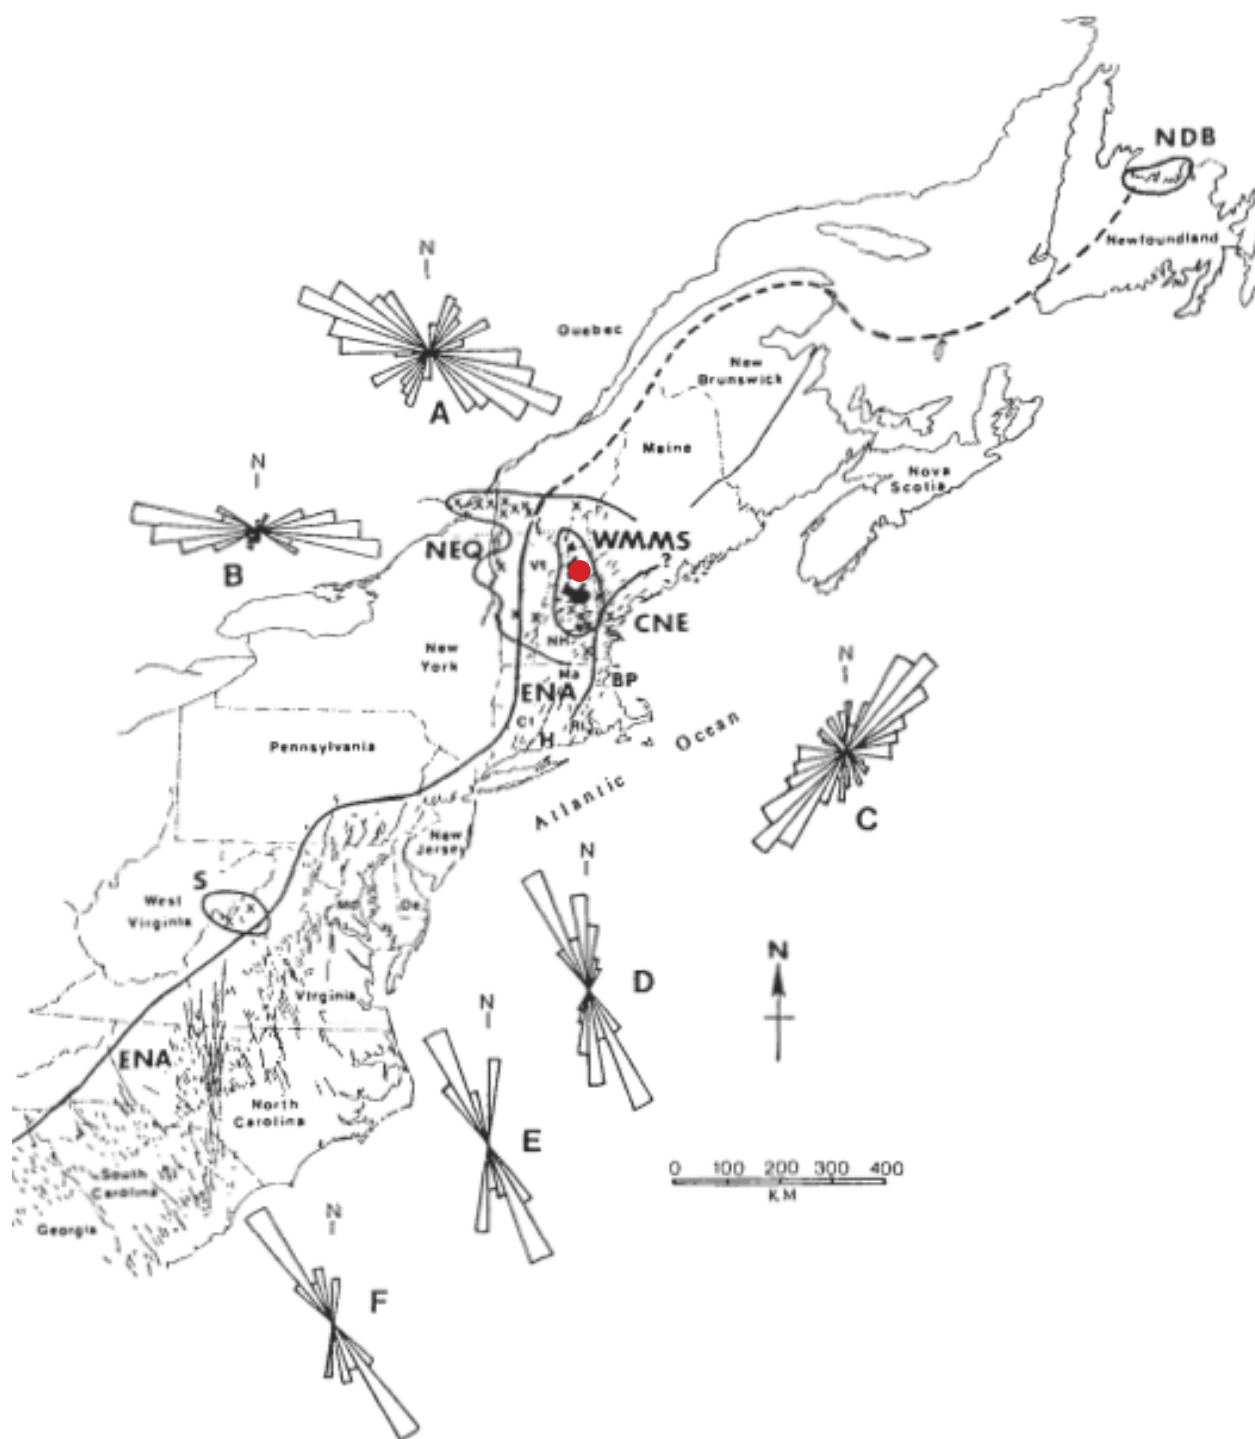 NDB
Newfoundland
N
Quebec
A
New
Brunswick
Maine
Nova
Scotia
N
B
NEQ
WMMS
Vt
?
CNE
NH
New
York
Ma
BP
ENA
Ct
RI
H
Pennsylvania
Atlantic Ocean
N
C
New
Jersey
S
West
Virginia
Md
De
N
D
N
Virginia
N
E
ENA
North
Carolina
South
Carolina
Georgia
0 100 200 300 400
KM
N
F